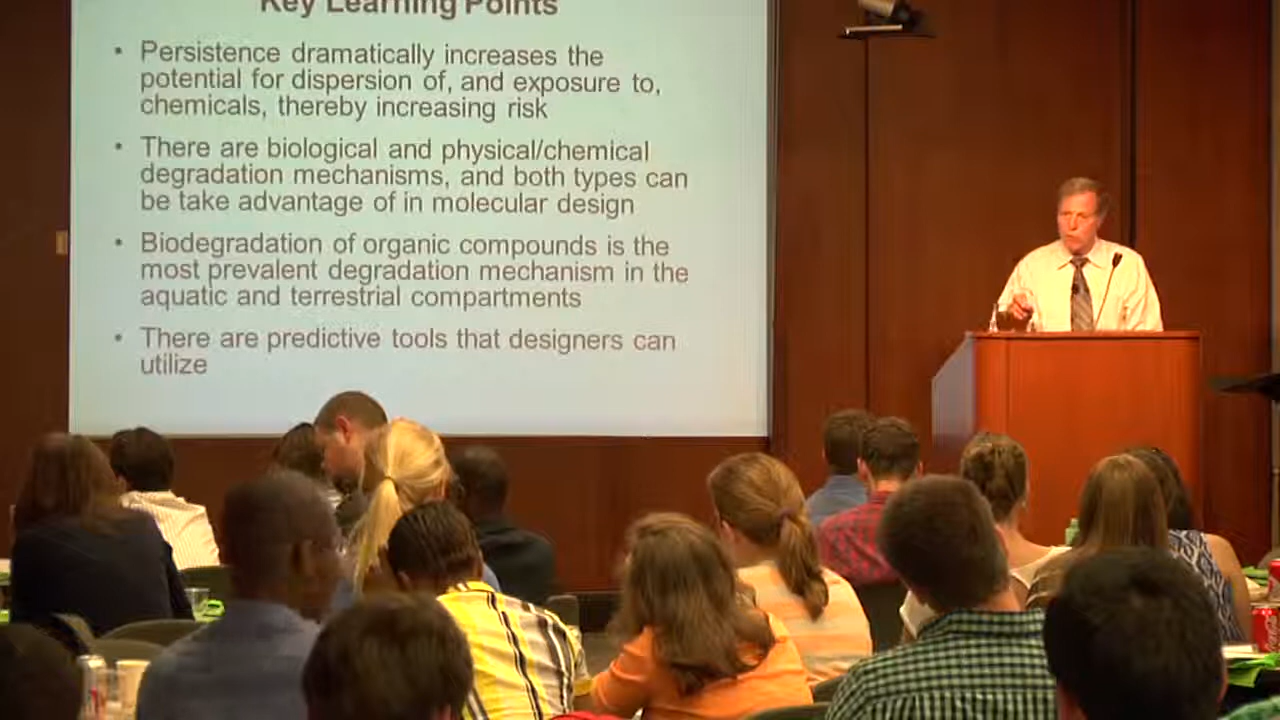 Key Learning Points
• Persistence dramatically increases the
potential for dispersion of, and exposure to,
chemicals, thereby increasing risk
• There are biological and physical/chemical
degradation mechanisms, and both types can
be take advantage of in molecular design
• Biodegradation of organic compounds is the
most prevalent degradation mechanism in the
aquatic and terrestrial compartments
• There are predictive tools that designers can
utilize